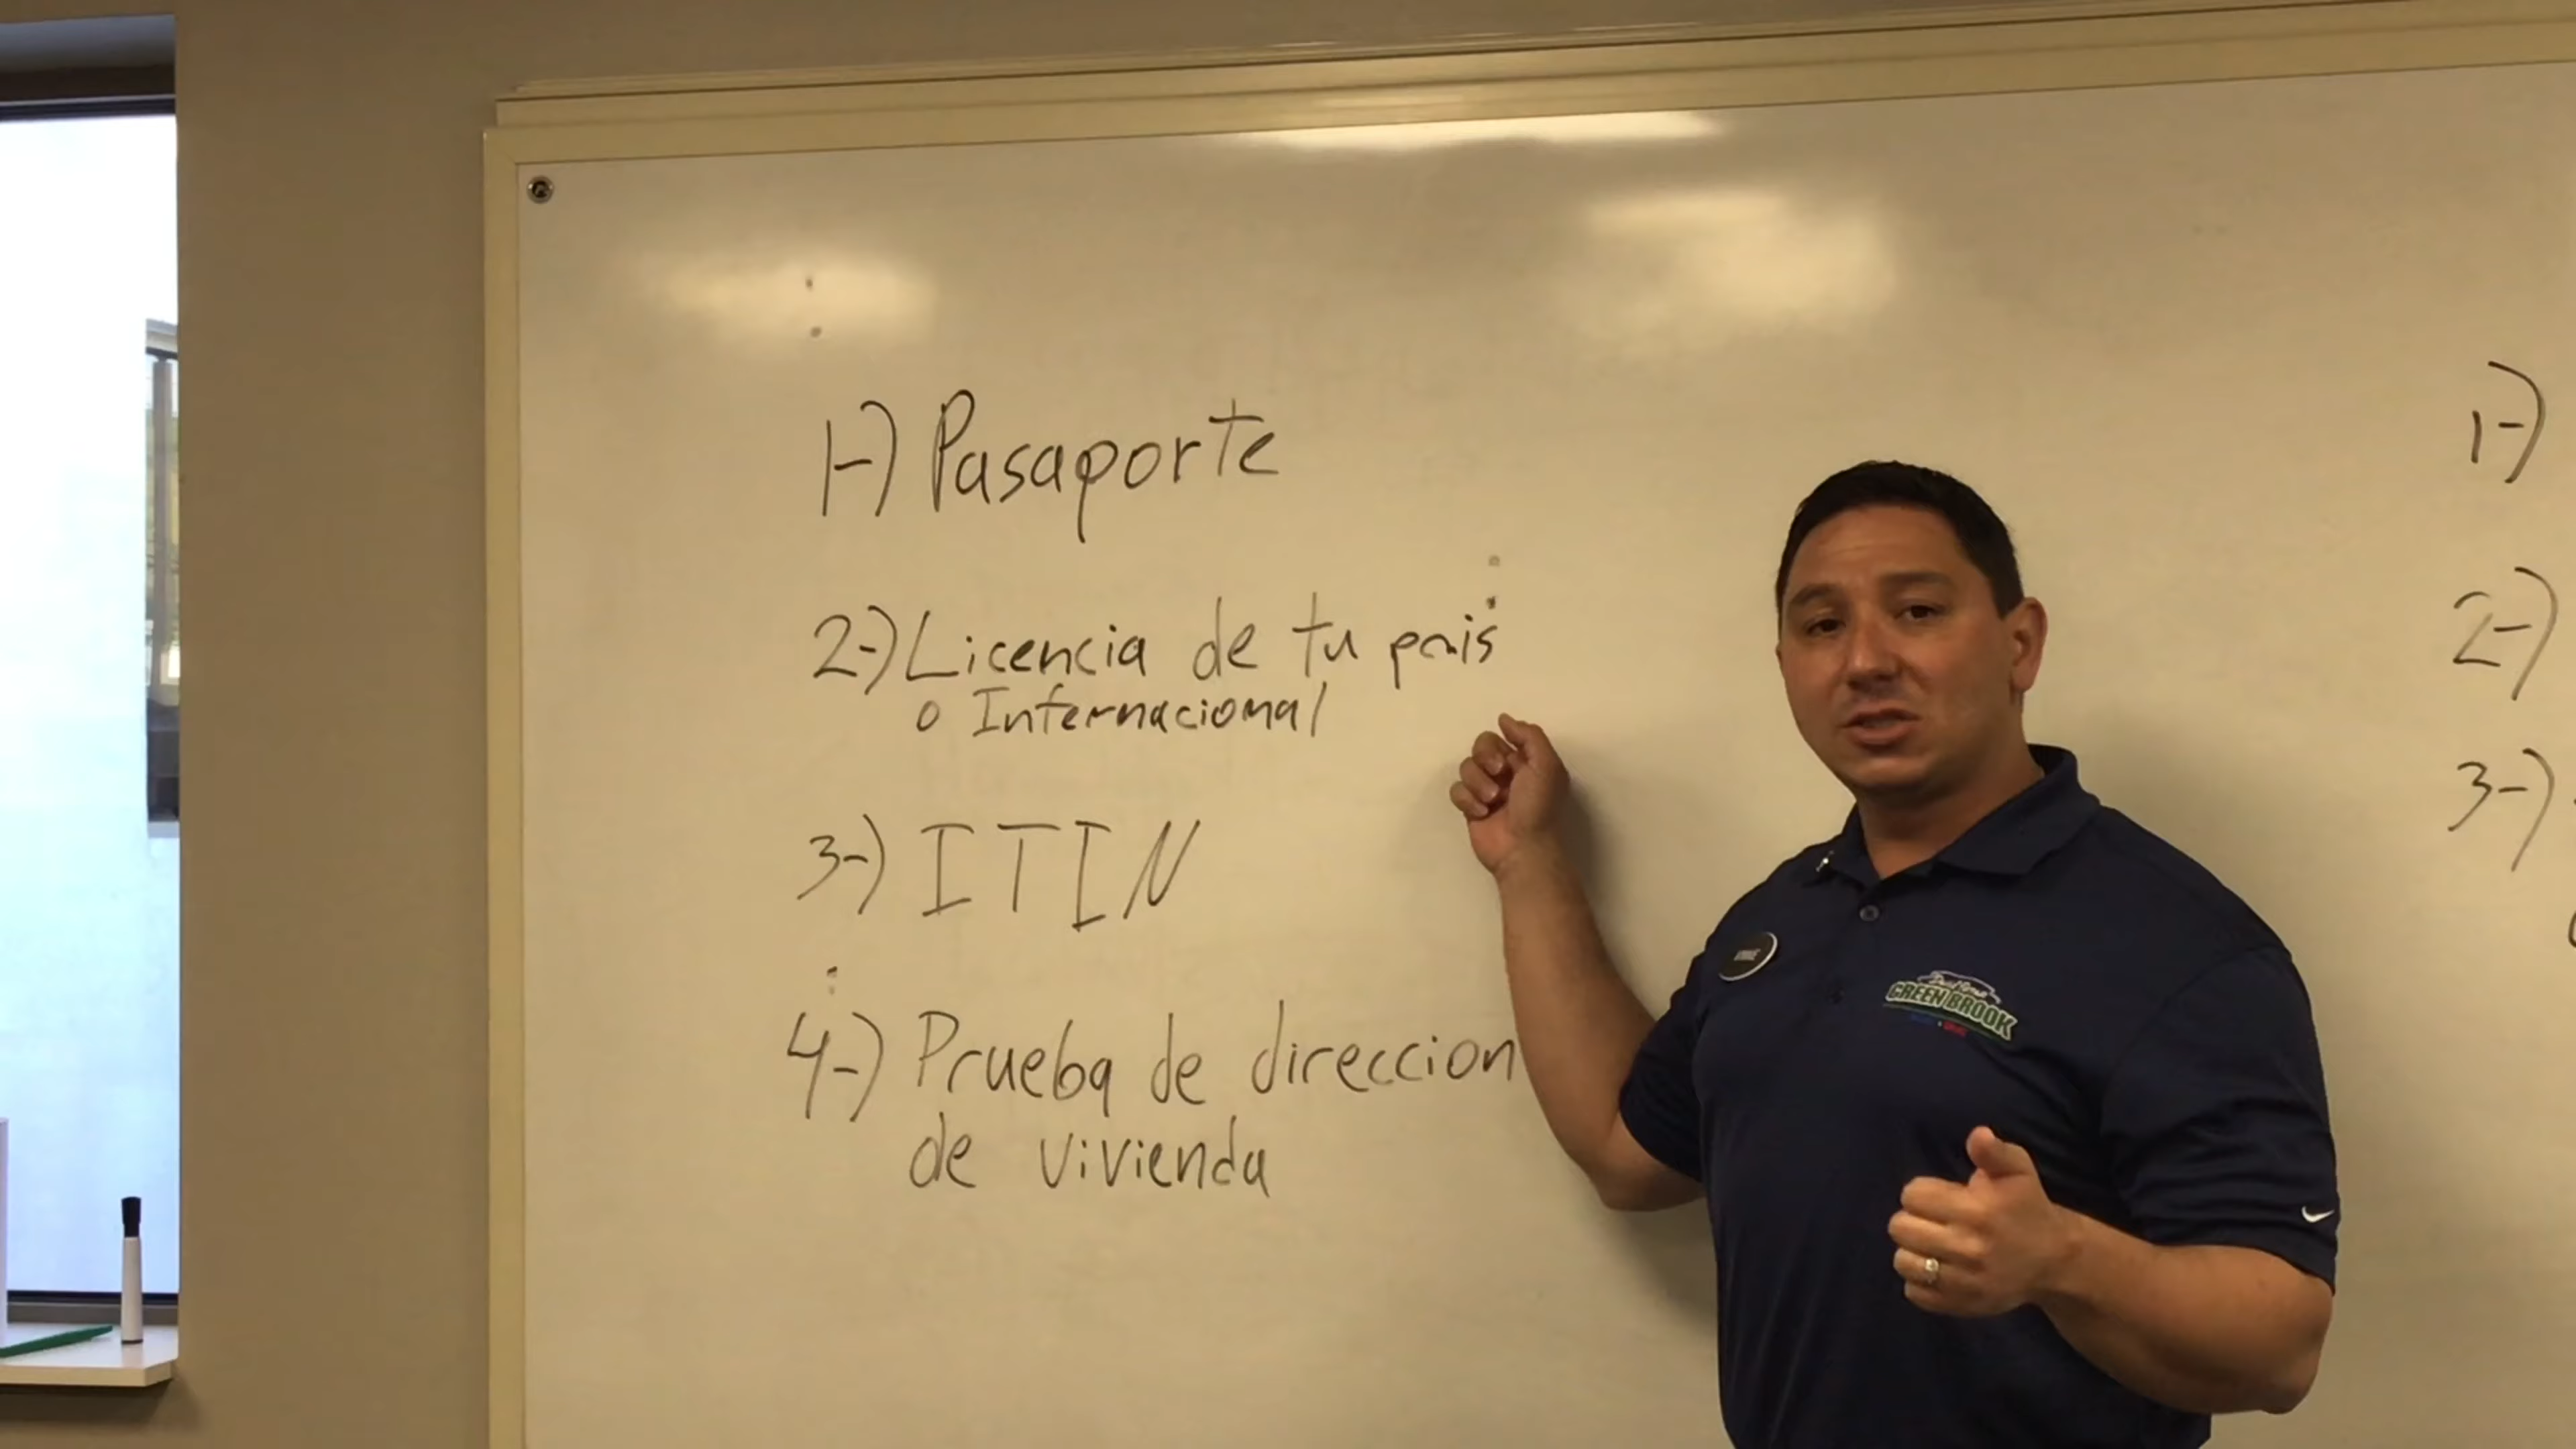 1-) Pasaporte
2-) Licencia de tu pais
o Internacional
3-) ITIN
4-) Prueba de direccion
de vivienda
1-)
2-)
3-)
GREEN BROOK